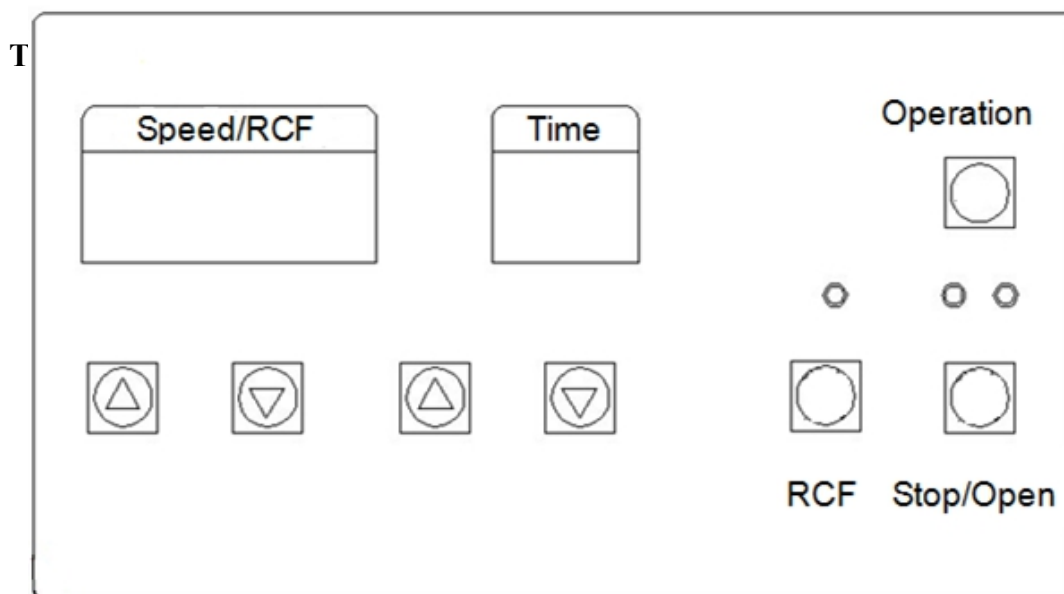 T
Speed/RCF
Time
Operation
RCF
Stop/Open